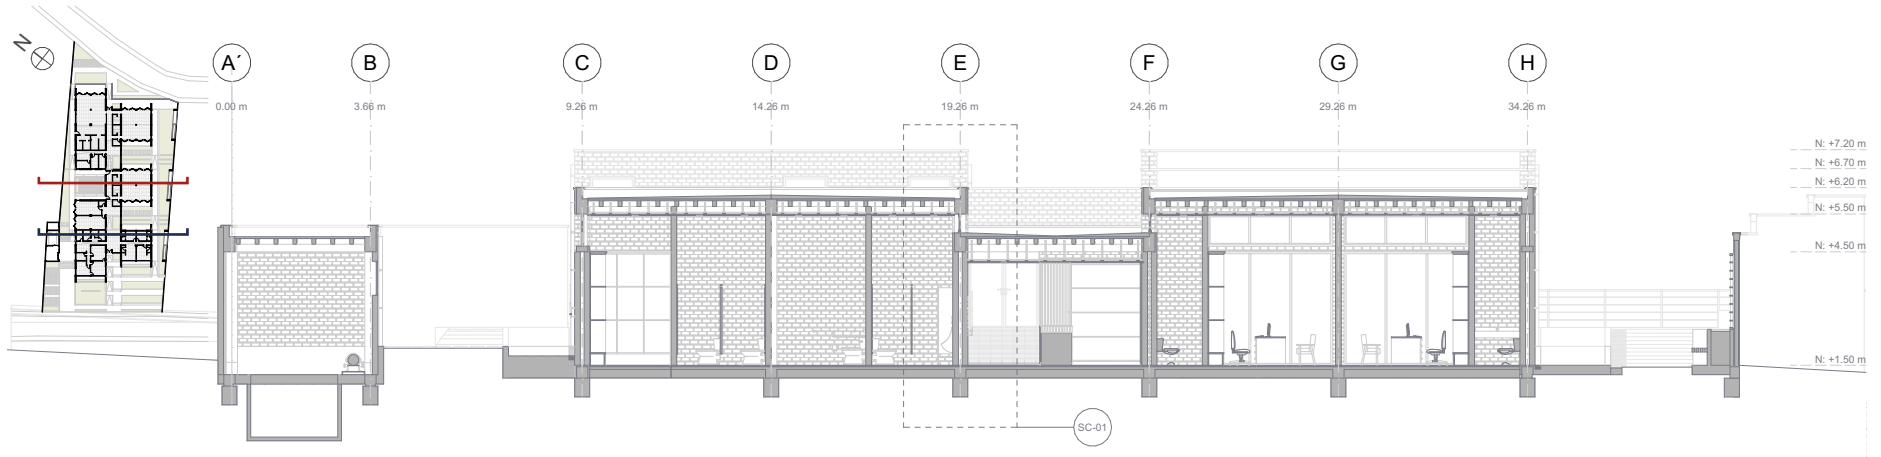 N
A´ B C D E F G H
0.00 m 3.66 m 9.26 m 14.26 m 19.26 m 24.26 m 29.26 m 34.26 m
N: +7.20 m
N: +6.70 m
N: +6.20 m
N: +5.50 m
N: +4.50 m
N: +1.50 m
SC-01